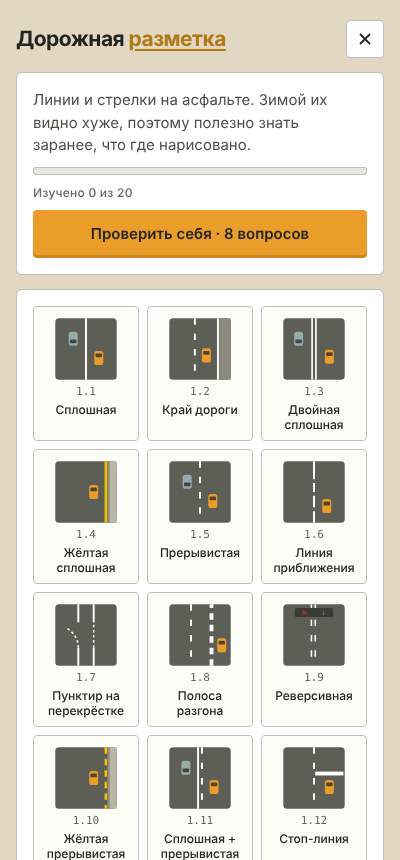 Дорожная разметка
Линии и стрелки на асфальте. Зимой их
видно хуже, поэтому полезно знать
заранее, что где нарисовано.
Изучено 0 из 20
Проверить себя · 8 вопросов
1.1
Сплошная
1.2
Край дороги
1.3
Двойная
сплошная
1.4
Жёлтая
сплошная
1.5
Прерывистая
1.6
Линия
приближения
1.7
Пунктир на
перекрёстке
1.8
Полоса
разгона
1.9
Реверсивная
1.10
Жёлтая
прерывистая
1.11
Сплошная +
прерывистая
1.12
Стоп-линия